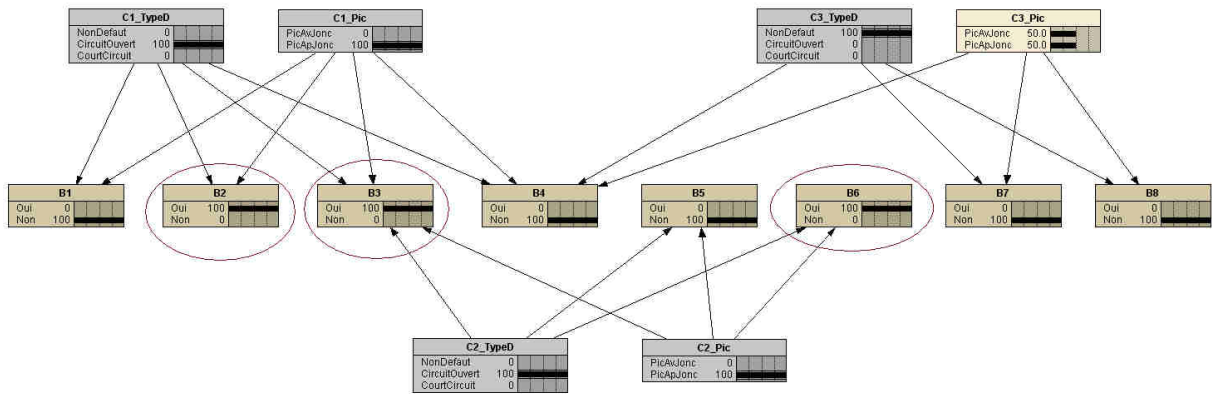 C1_TypeD
NonDefaut 0
CircuitOuvert 100
CourtCircuit 0
C1_Pic
PicAvJonc 0
PicApJonc 100
C3_TypeD
NonDefaut 100
CircuitOuvert 0
CourtCircuit 0
C3_Pic
PicAvJonc 50.0
PicApJonc 50.0
B1
Oui 0
Non 100
B2
Oui 100
Non 0
B3
Oui 100
Non 0
B4
Oui 0
Non 100
B5
Oui 0
Non 100
B6
Oui 100
Non 0
B7
Oui 0
Non 100
B8
Oui 0
Non 100
C2_TypeD
NonDefaut 0
CircuitOuvert 100
CourtCircuit 0
C2_Pic
PicAvJonc 0
PicApJonc 100